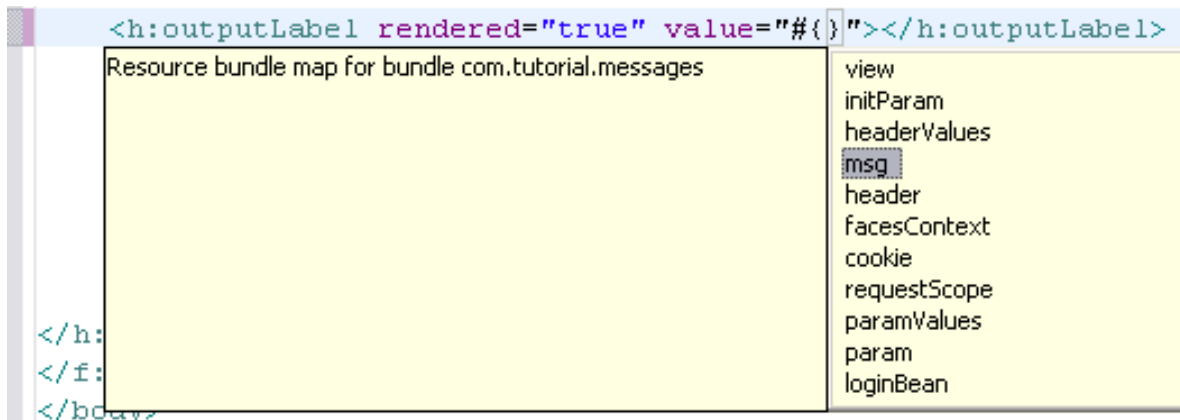 <h:outputLabel rendered="true" value="#{}"></h:outputLabel>
Resource bundle map for bundle com.tutorial.messages
view
initParam
headerValues
msg
header
facesContext
cookie
requestScope
paramValues
param
loginBean
</h:
</f:
</body>